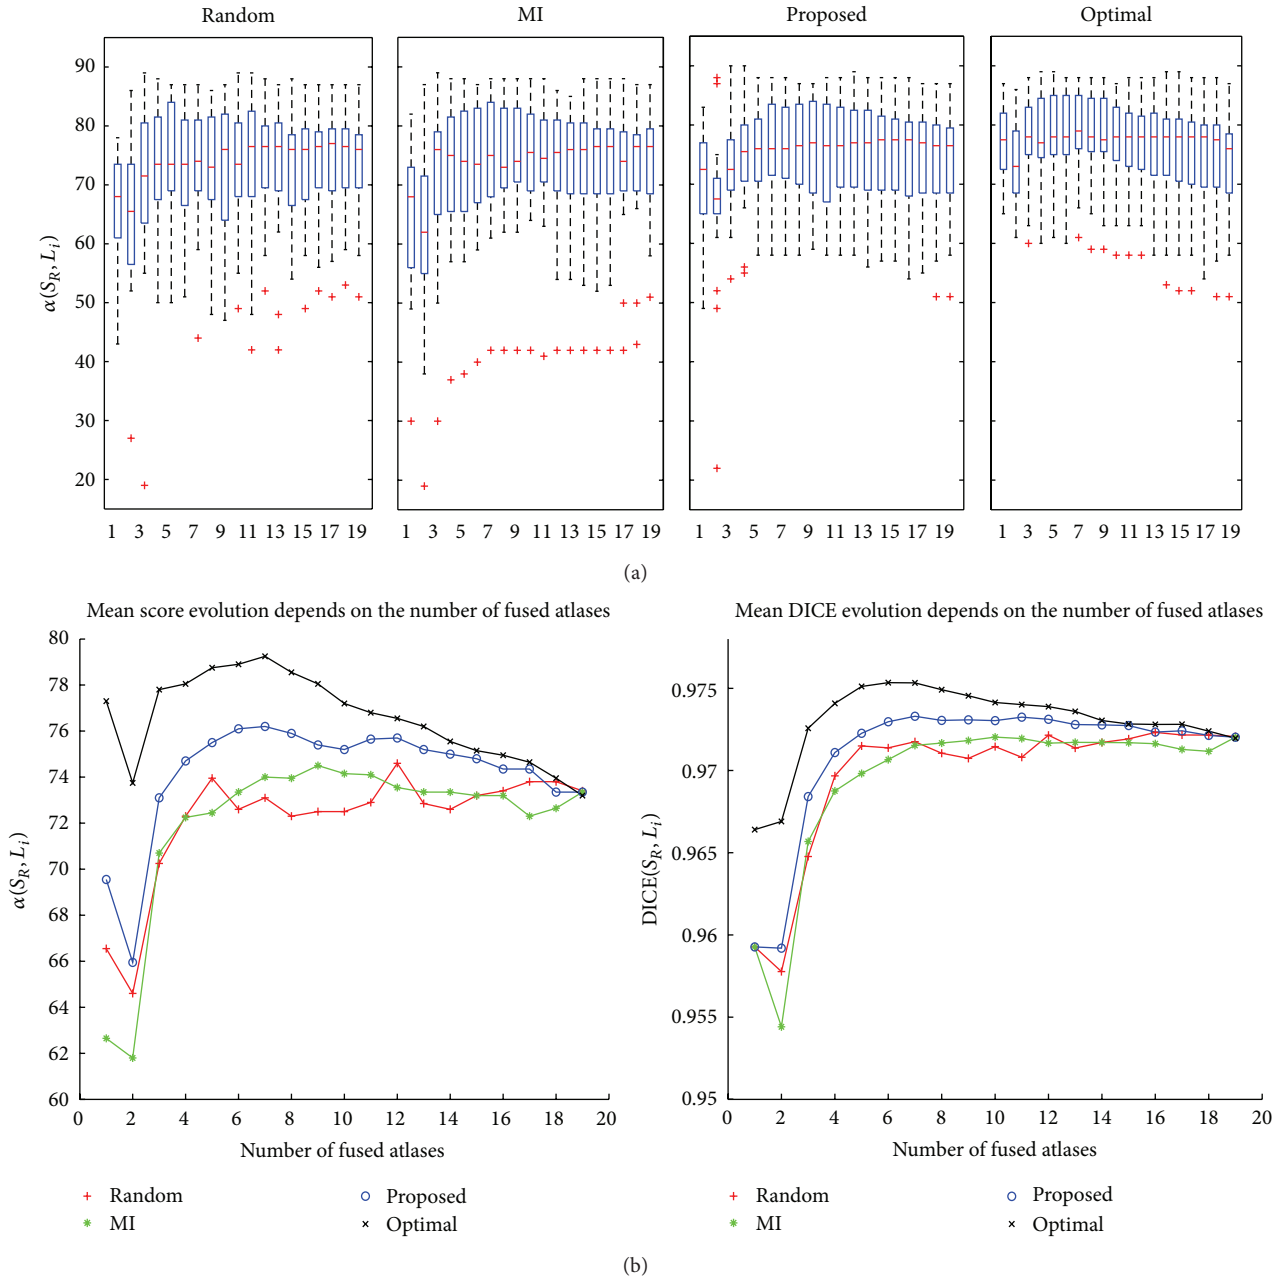 Random MI Proposed Optimal
α(S_R, L_i)
90
80
70
60
50
40
30
20
1 3 5 7 9 11 13 15 17 19 1 3 5 7 9 11 13 15 17 19 1 3 5 7 9 11 13 15 17 19 1 3 5 7 9 11 13 15 17 19
(a)
Mean score evolution depends on the number of fused atlases
α(S_R, L_i)
80
78
76
74
72
70
68
66
64
62
60
0 2 4 6 8 10 12 14 16 18 20
Number of fused atlases
Random
MI
Proposed
Optimal
Mean DICE evolution depends on the number of fused atlases
DICE(S_R, L_i)
0.975
0.97
0.965
0.96
0.955
0.95
0 2 4 6 8 10 12 14 16 18 20
Number of fused atlases
Random
MI
Proposed
Optimal
(b)